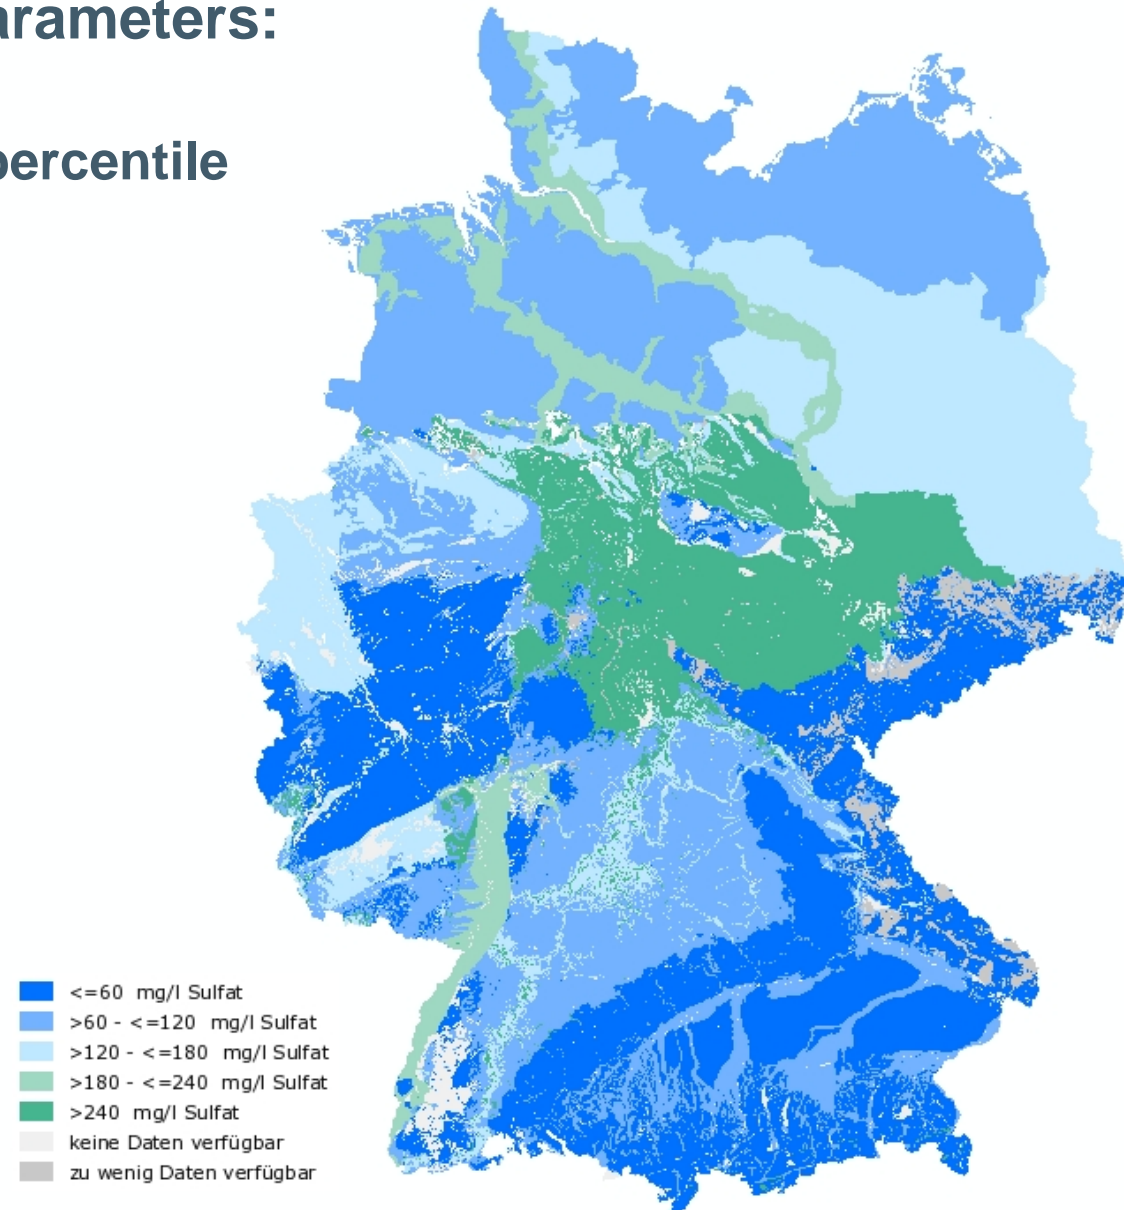 arameters:
percentile
<=60 mg/l Sulfat
>60 - <=120 mg/l Sulfat
>120 - <=180 mg/l Sulfat
>180 - <=240 mg/l Sulfat
>240 mg/l Sulfat
keine Daten verfügbar
zu wenig Daten verfügbar